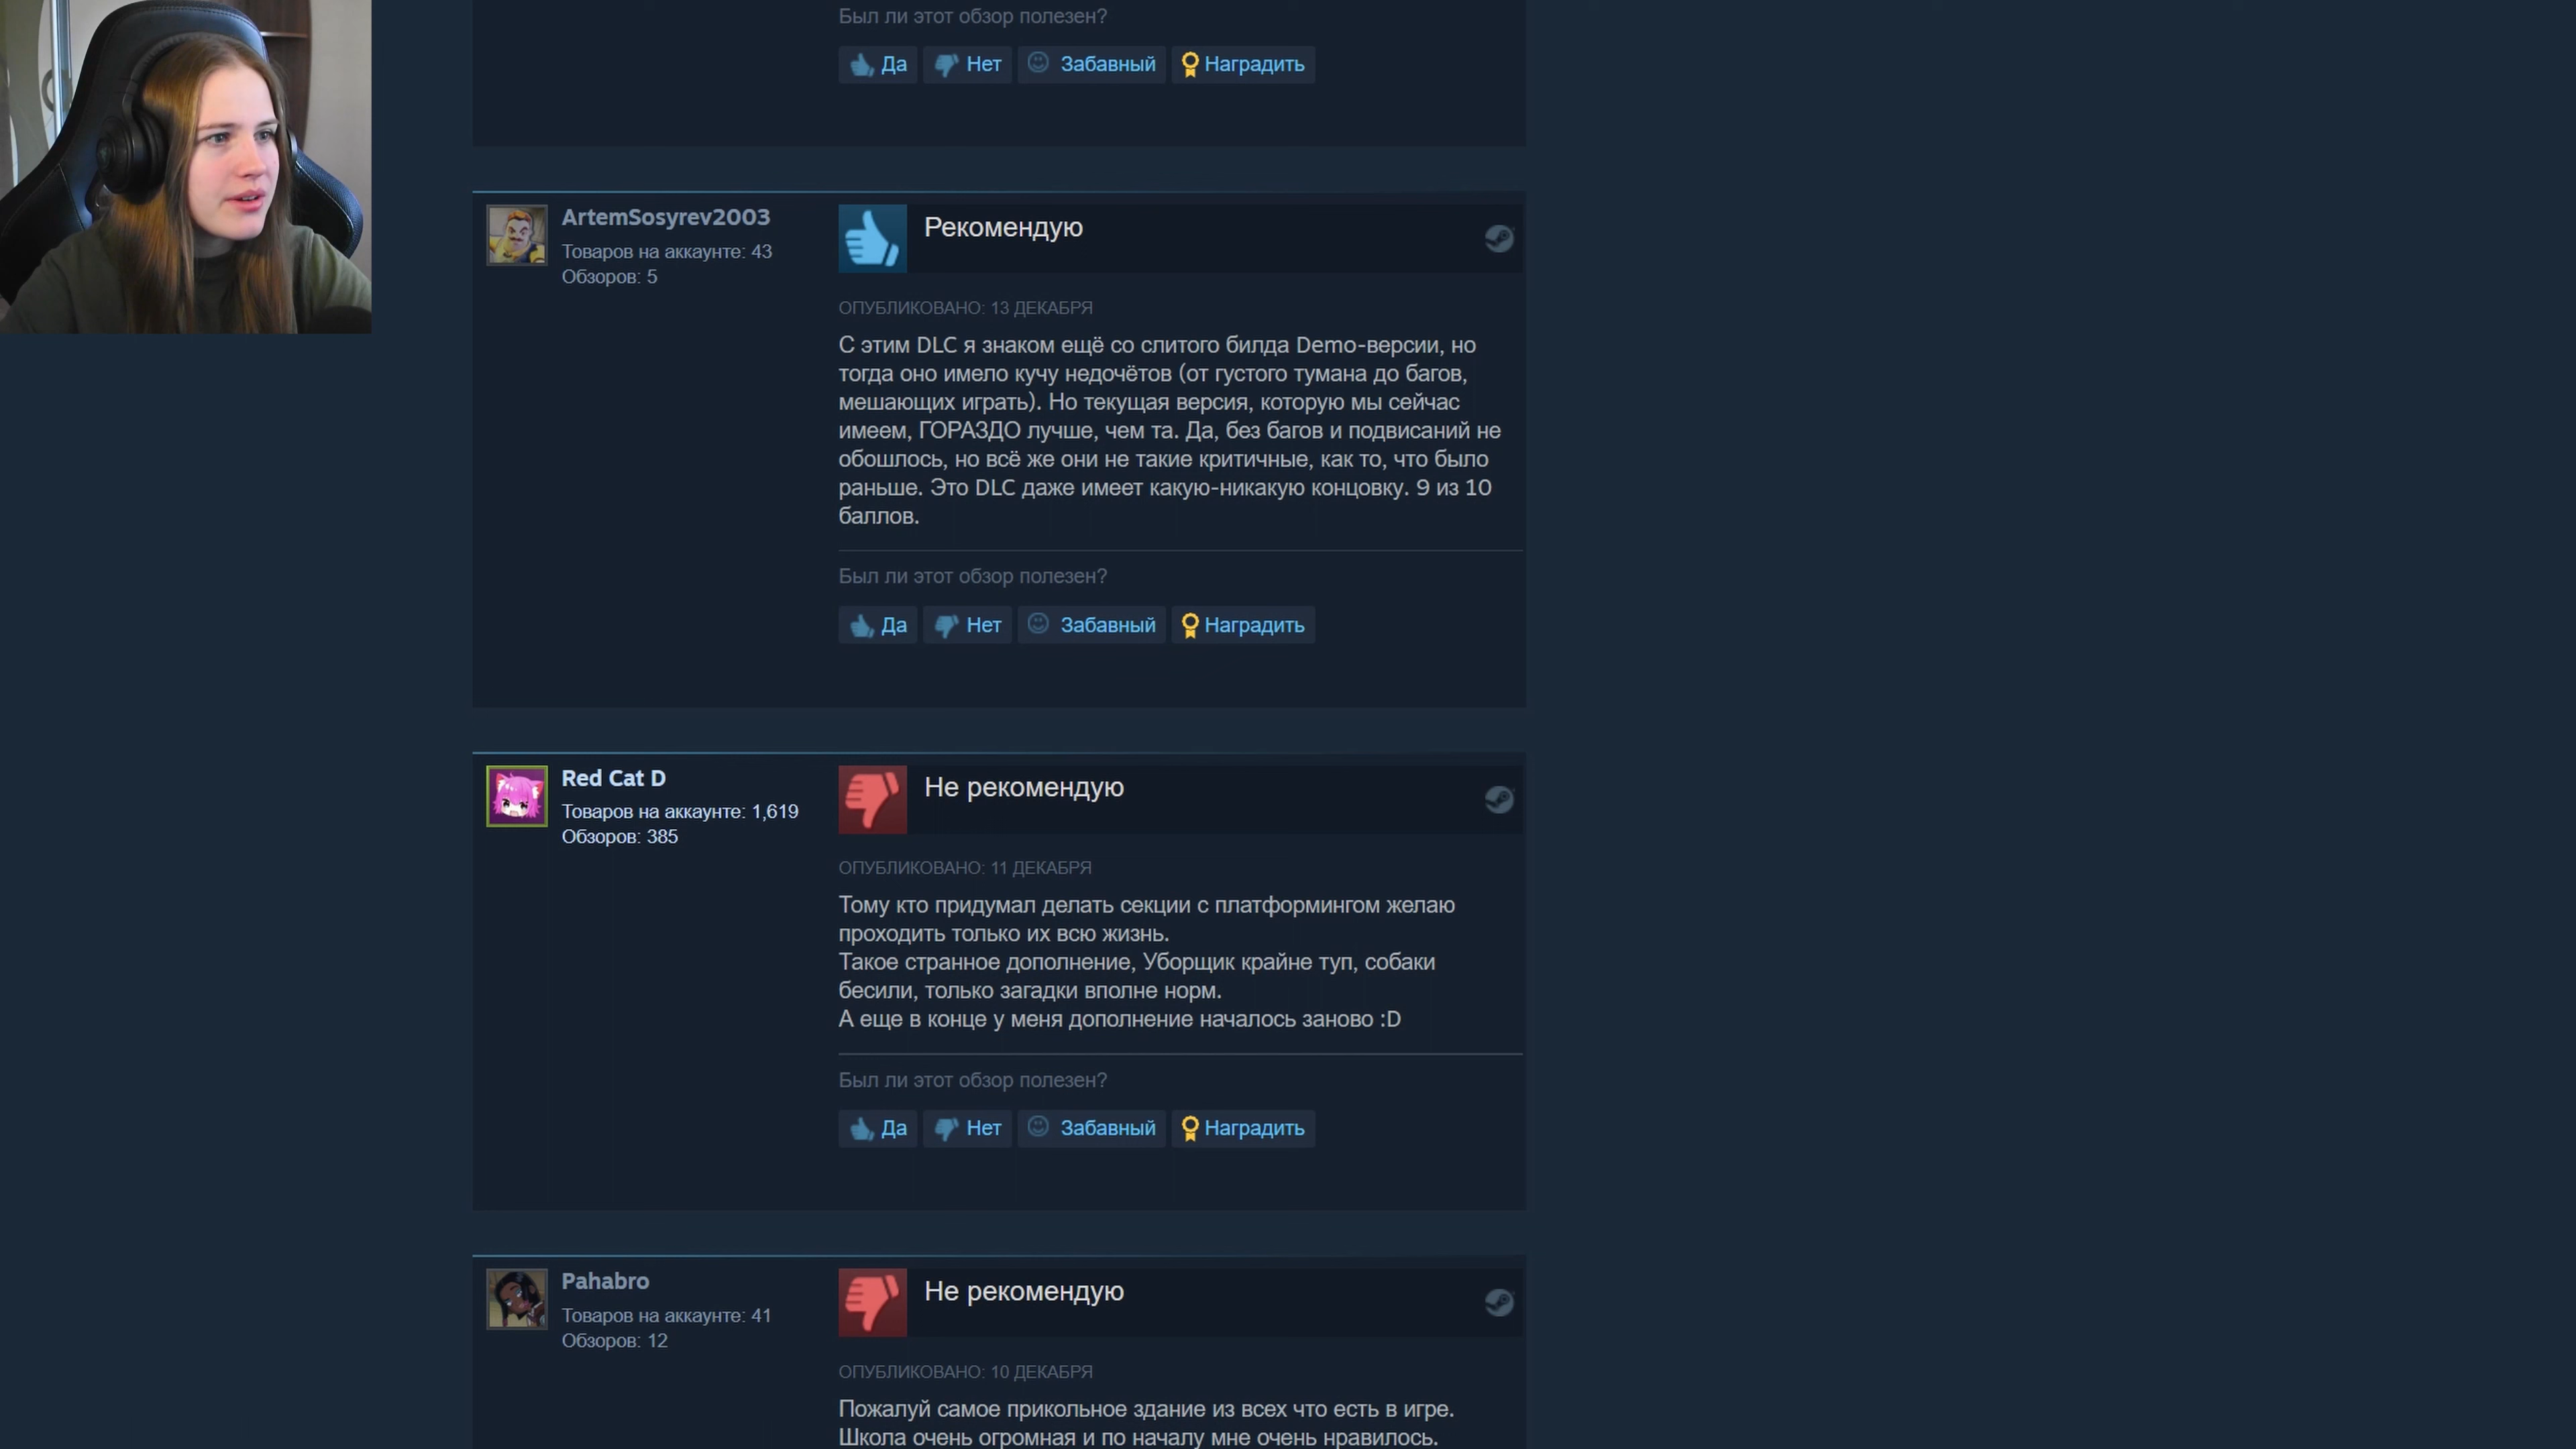 Был ли этот обзор полезен?
Да Нет Забавный Наградить
ArtemSosyrev2003
Товаров на аккаунте: 43
Обзоров: 5
Рекомендую
ОПУБЛИКОВАНО: 13 ДЕКАБРЯ
С этим DLC я знаком ещё со слитого билда Demo-версии, но
тогда оно имело кучу недочётов (от густого тумана до багов,
мешающих играть). Но текущая версия, которую мы сейчас
имеем, ГОРАЗДО лучше, чем та. Да, без багов и подвисаний не
обошлось, но всё же они не такие критичные, как то, что было
раньше. Это DLC даже имеет какую-никакую концовку. 9 из 10
баллов.
Был ли этот обзор полезен?
Да Нет Забавный Наградить
Red Cat D
Товаров на аккаунте: 1,619
Обзоров: 385
Не рекомендую
ОПУБЛИКОВАНО: 11 ДЕКАБРЯ
Тому кто придумал делать секции с платформингом желаю
проходить только их всю жизнь.
Такое странное дополнение, Уборщик крайне туп, собаки
бесили, только загадки вполне норм.
А еще в конце у меня дополнение началось заново :D
Был ли этот обзор полезен?
Да Нет Забавный Наградить
Pahabro
Товаров на аккаунте: 41
Обзоров: 12
Не рекомендую
ОПУБЛИКОВАНО: 10 ДЕКАБРЯ
Пожалуй самое прикольное здание из всех что есть в игре.
Школа очень огромная и по началу мне очень нравилось.